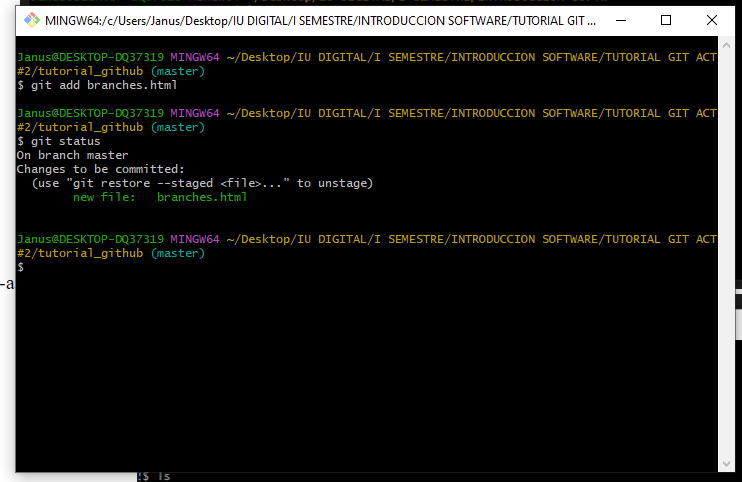 MINGW64:/c/Users/Janus/Desktop/IU DIGITAL/I SEMESTRE/INTRODUCCION SOFTWARE/TUTORIAL GIT ...
Janus@DESKTOP-DQ37319 MINGW64 ~/Desktop/IU DIGITAL/I SEMESTRE/INTRODUCCION SOFTWARE/TUTORIAL GIT ACT
#2/tutorial_github (master)
$ git add branches.html
Janus@DESKTOP-DQ37319 MINGW64 ~/Desktop/IU DIGITAL/I SEMESTRE/INTRODUCCION SOFTWARE/TUTORIAL GIT ACT
#2/tutorial_github (master)
$ git status
On branch master
Changes to be committed:
  (use "git restore --staged <file>..." to unstage)
        new file:   branches.html
Janus@DESKTOP-DQ37319 MINGW64 ~/Desktop/IU DIGITAL/I SEMESTRE/INTRODUCCION SOFTWARE/TUTORIAL GIT ACT
#2/tutorial_github (master)
$
-a
$ ls